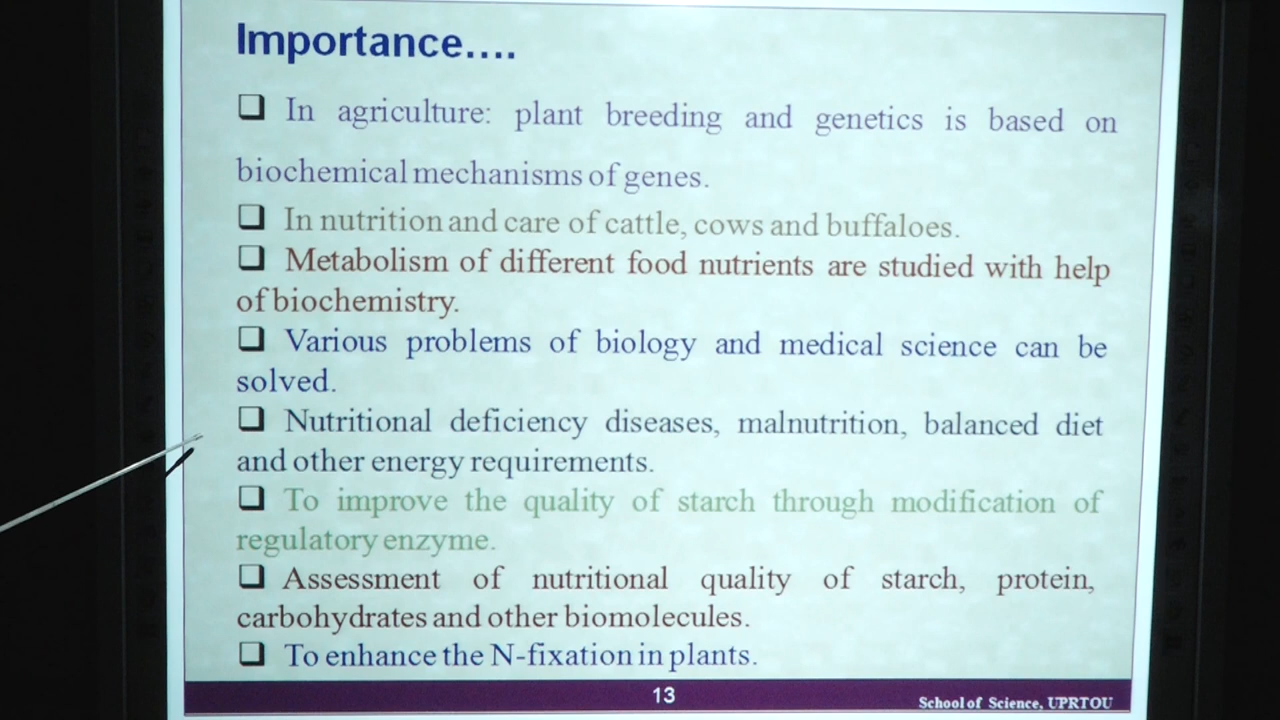 Importance....
❑ In agriculture: plant breeding and genetics is based on
biochemical mechanisms of genes.
❑ In nutrition and care of cattle, cows and buffaloes.
❑ Metabolism of different food nutrients are studied with help
of biochemistry.
❑ Various problems of biology and medical science can be
solved.
❑ Nutritional deficiency diseases, malnutrition, balanced diet
and other energy requirements.
❑ To improve the quality of starch through modification of
regulatory enzyme.
❑ Assessment of nutritional quality of starch, protein,
carbohydrates and other biomolecules.
❑ To enhance the N-fixation in plants.
13
School of Science, UPRTOU